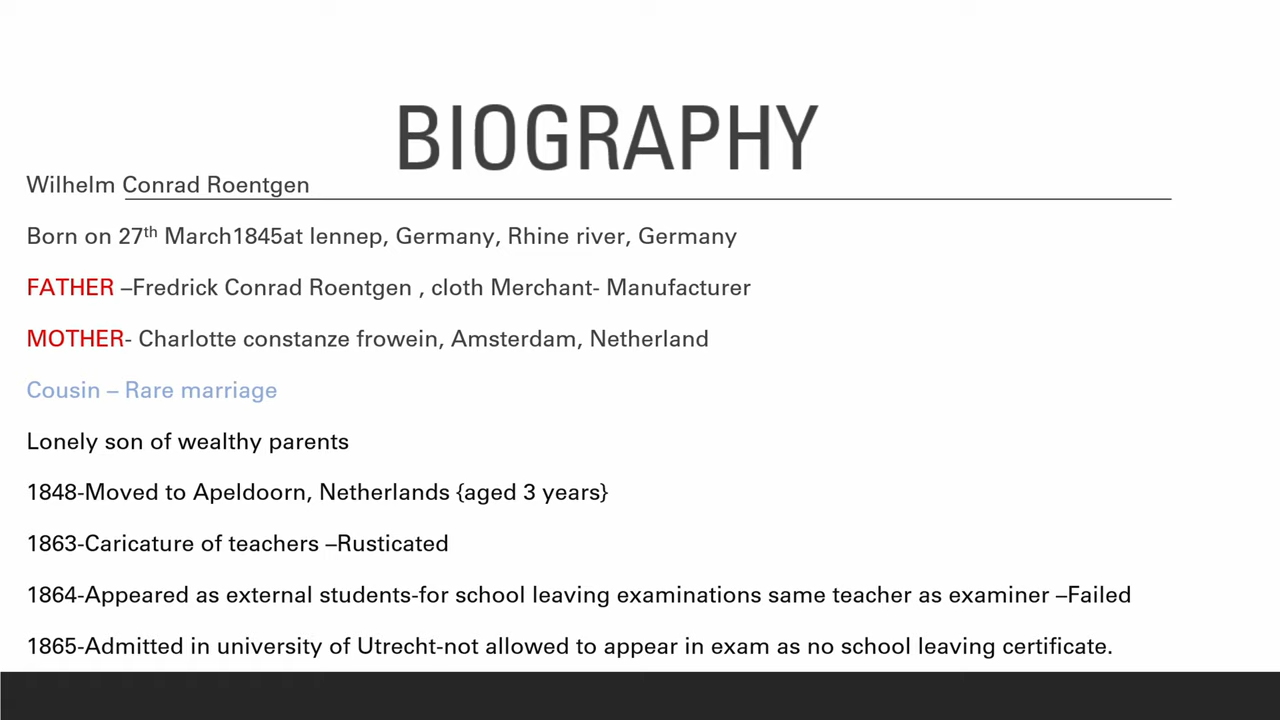 BIOGRAPHY
Wilhelm Conrad Roentgen
Born on 27th March1845at lennep, Germany, Rhine river, Germany
FATHER –Fredrick Conrad Roentgen , cloth Merchant- Manufacturer
MOTHER- Charlotte constanze frowein, Amsterdam, Netherland
Cousin – Rare marriage
Lonely son of wealthy parents
1848-Moved to Apeldoorn, Netherlands {aged 3 years}
1863-Caricature of teachers –Rusticated
1864-Appeared as external students-for school leaving examinations same teacher as examiner –Failed
1865-Admitted in university of Utrecht-not allowed to appear in exam as no school leaving certificate.